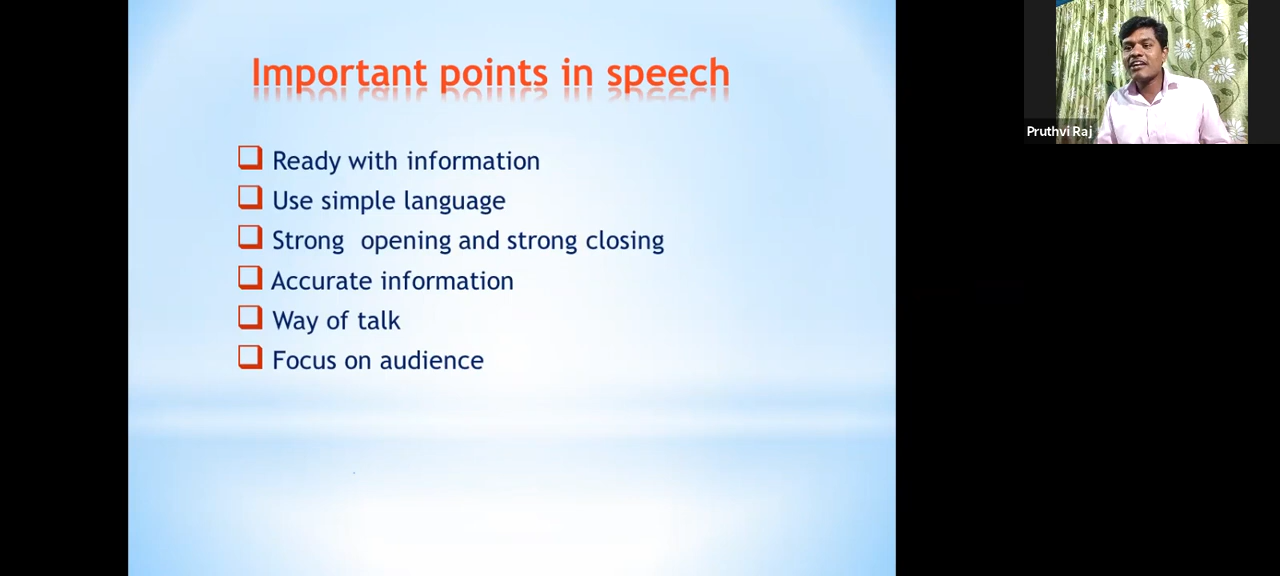 Important points in speech
Pruthvi Raj
Ready with information
Use simple language
Strong opening and strong closing
Accurate information
Way of talk
Focus on audience